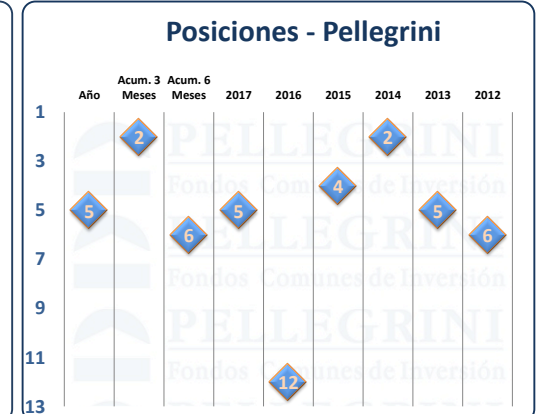 Posiciones - Pellegrini
Año Acum. 3 Meses Acum. 6 Meses 2017 2016 2015 2014 2013 2012
1
2 2
3
4
5 5 5 5
6 6
7
9
11
12
13
PELLEGRINI
Fondos Comunes de Inversión
PELLEGRINI
Fondos Comunes de Inversión
PELLEGRINI
Fondos Comunes de Inversión